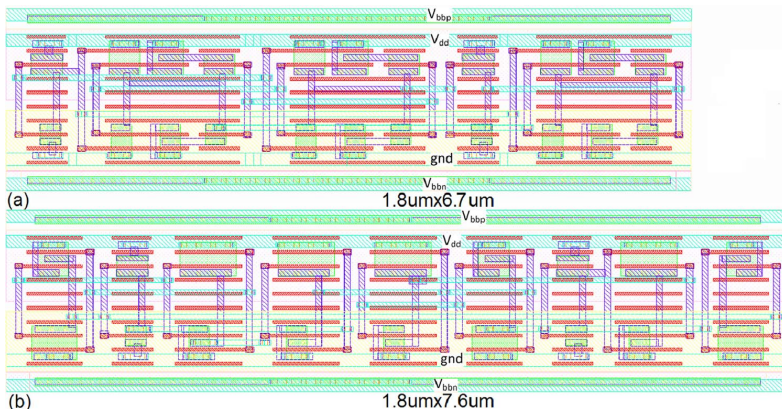 Vbbp
Vdd
gnd
Vbbn
(a)
1.8umx6.7um
Vbbp
Vdd
gnd
Vbbn
(b)
1.8umx7.6um